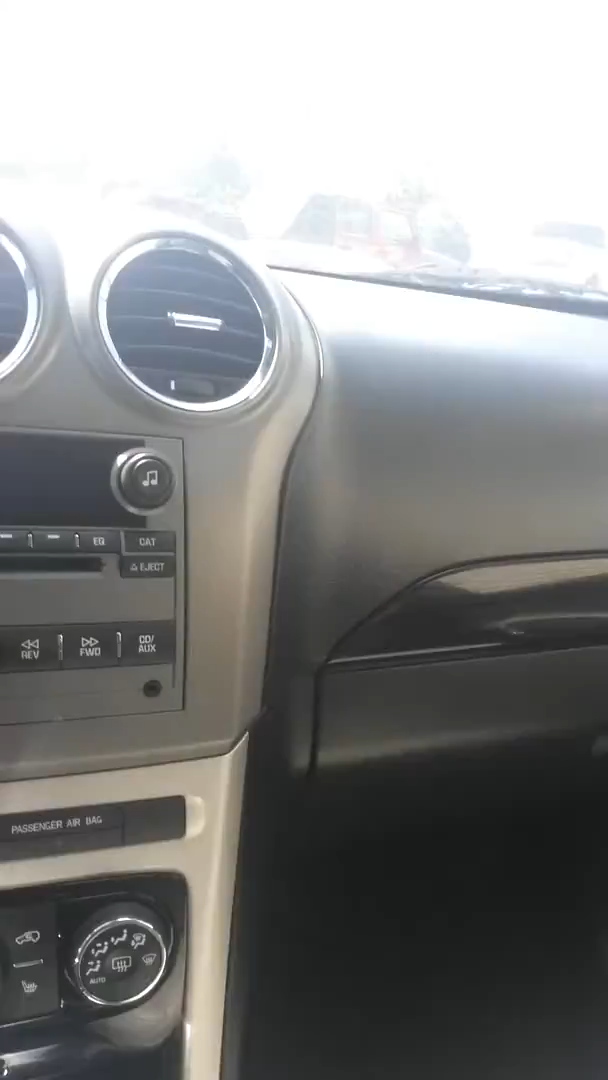 EQ
CAT
EJECT
REV
FWD
CD/
AUX
PASSENGER AIR BAG
AUTO